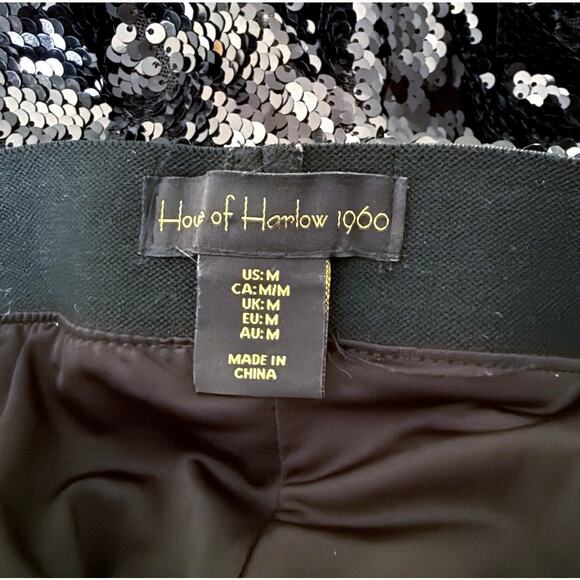 House of Harlow 1960
US: M
CA: M/M
UK: M
EU: M
AU: M
MADE IN
CHINA